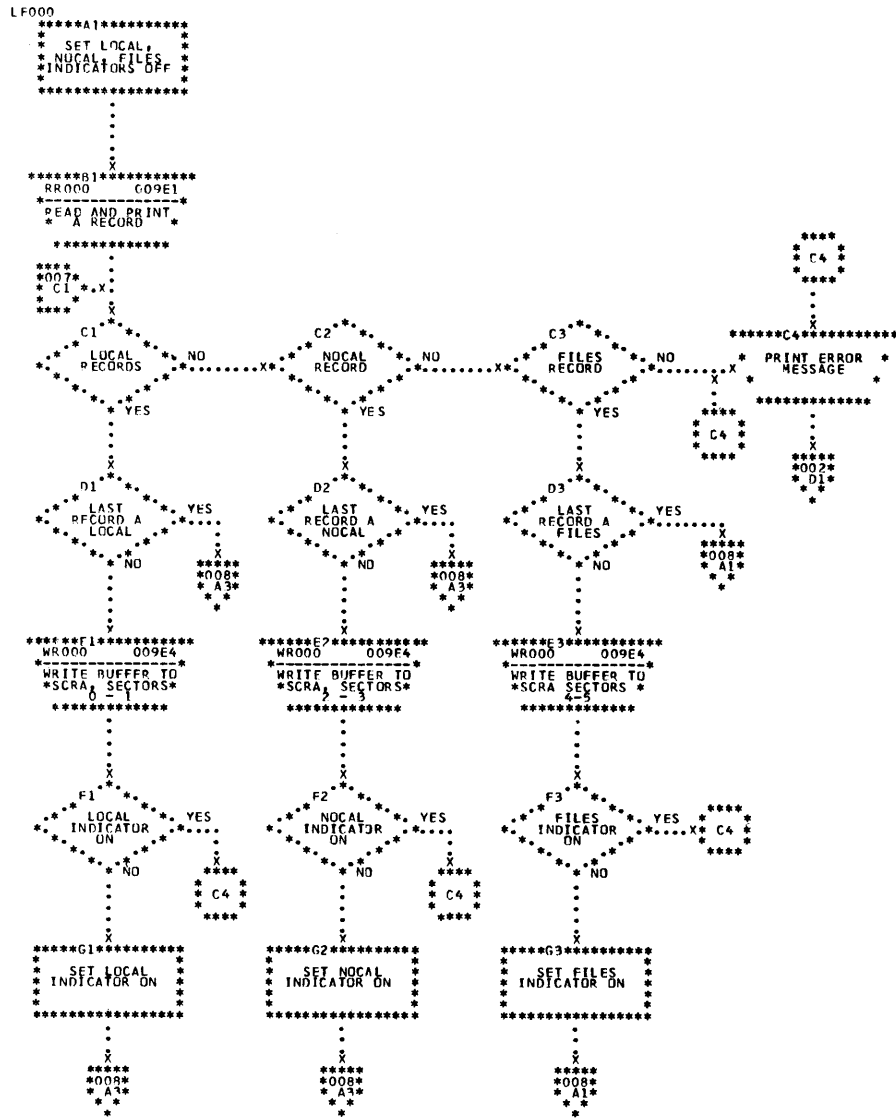 LF000
A1
SET LOCAL,
NOCAL, FILES
INDICATORS OFF
B1
RR000 009E1
READ AND PRINT
A RECORD
007
C1
C4
C1
LOCAL
RECORDS
NO
YES
C2
NOCAL
RECORD
NO
YES
C3
FILES
RECORD
NO
YES
C4
C4
PRINT ERROR
MESSAGE
002
D1
D1
LAST
RECORD A
LOCAL
YES
NO
008
A3
D2
LAST
RECORD A
NOCAL
YES
NO
008
A3
D3
LAST
RECORD A
FILES
YES
NO
008
A1
E1
WR000 009E4
WRITE BUFFER TO
SCRA, SECTORS
0 - 1
E2
WR000 009E4
WRITE BUFFER TO
SCRA, SECTORS
2 - 3
E3
WR000 009E4
WRITE BUFFER TO
SCRA SECTORS
4-5
F1
LOCAL
INDICATOR
ON
YES
NO
C4
F2
NOCAL
INDICATOR
ON
YES
NO
C4
F3
FILES
INDICATOR
ON
YES
NO
C4
G1
SET LOCAL
INDICATOR ON
G2
SET NOCAL
INDICATOR ON
G3
SET FILES
INDICATOR ON
008
A3
008
A3
008
A1